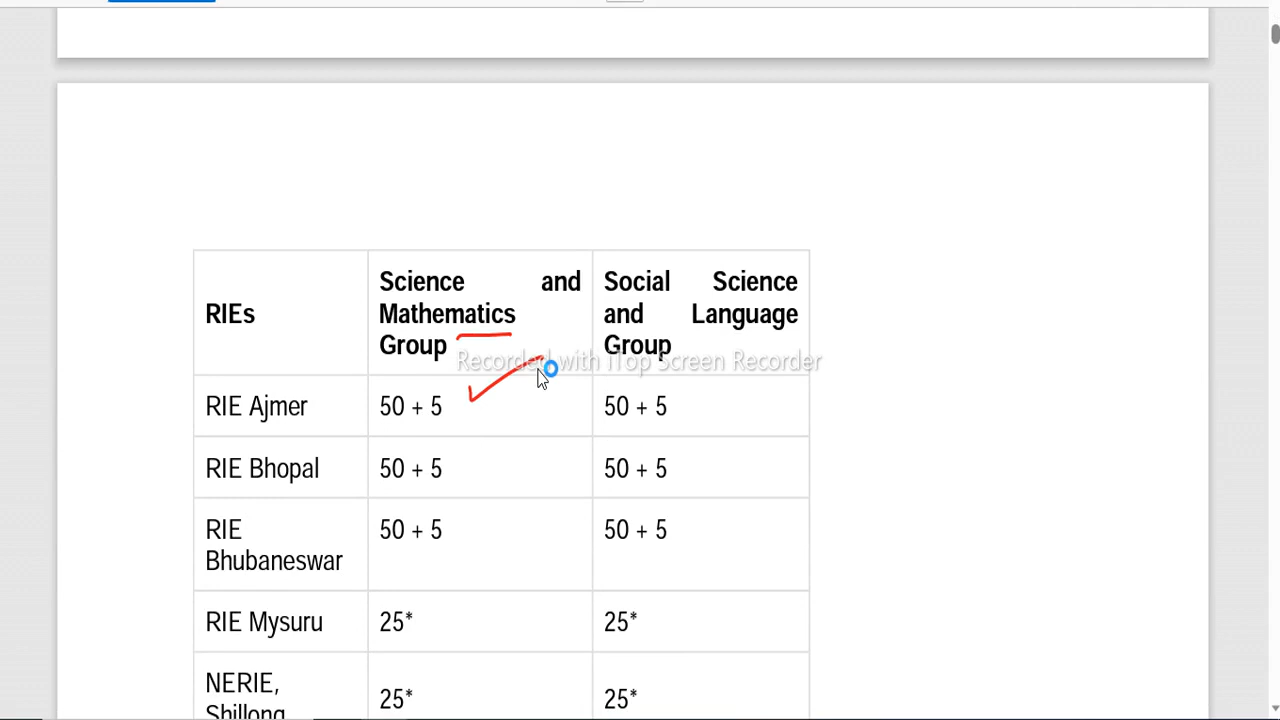 Science and
Social Science
RIEs
Mathematics
and Language
Group
Group
Recorded with iTop Screen Recorder
RIE Ajmer
50 + 5
50 + 5
RIE Bhopal
50 + 5
50 + 5
RIE
Bhubaneswar
50 + 5
50 + 5
RIE Mysuru
25*
25*
NERIE,
Shillong
25*
25*